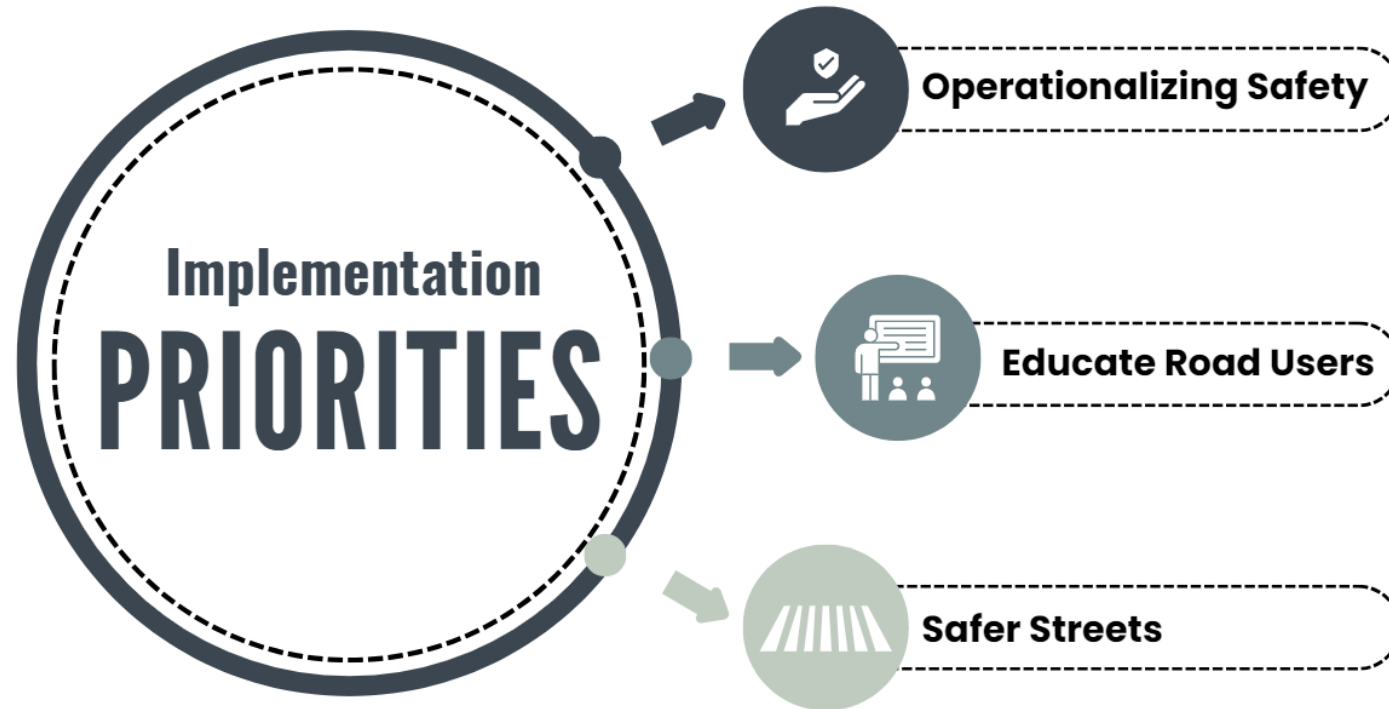 Implementation
PRIORITIES
Operationalizing Safety
Educate Road Users
Safer Streets